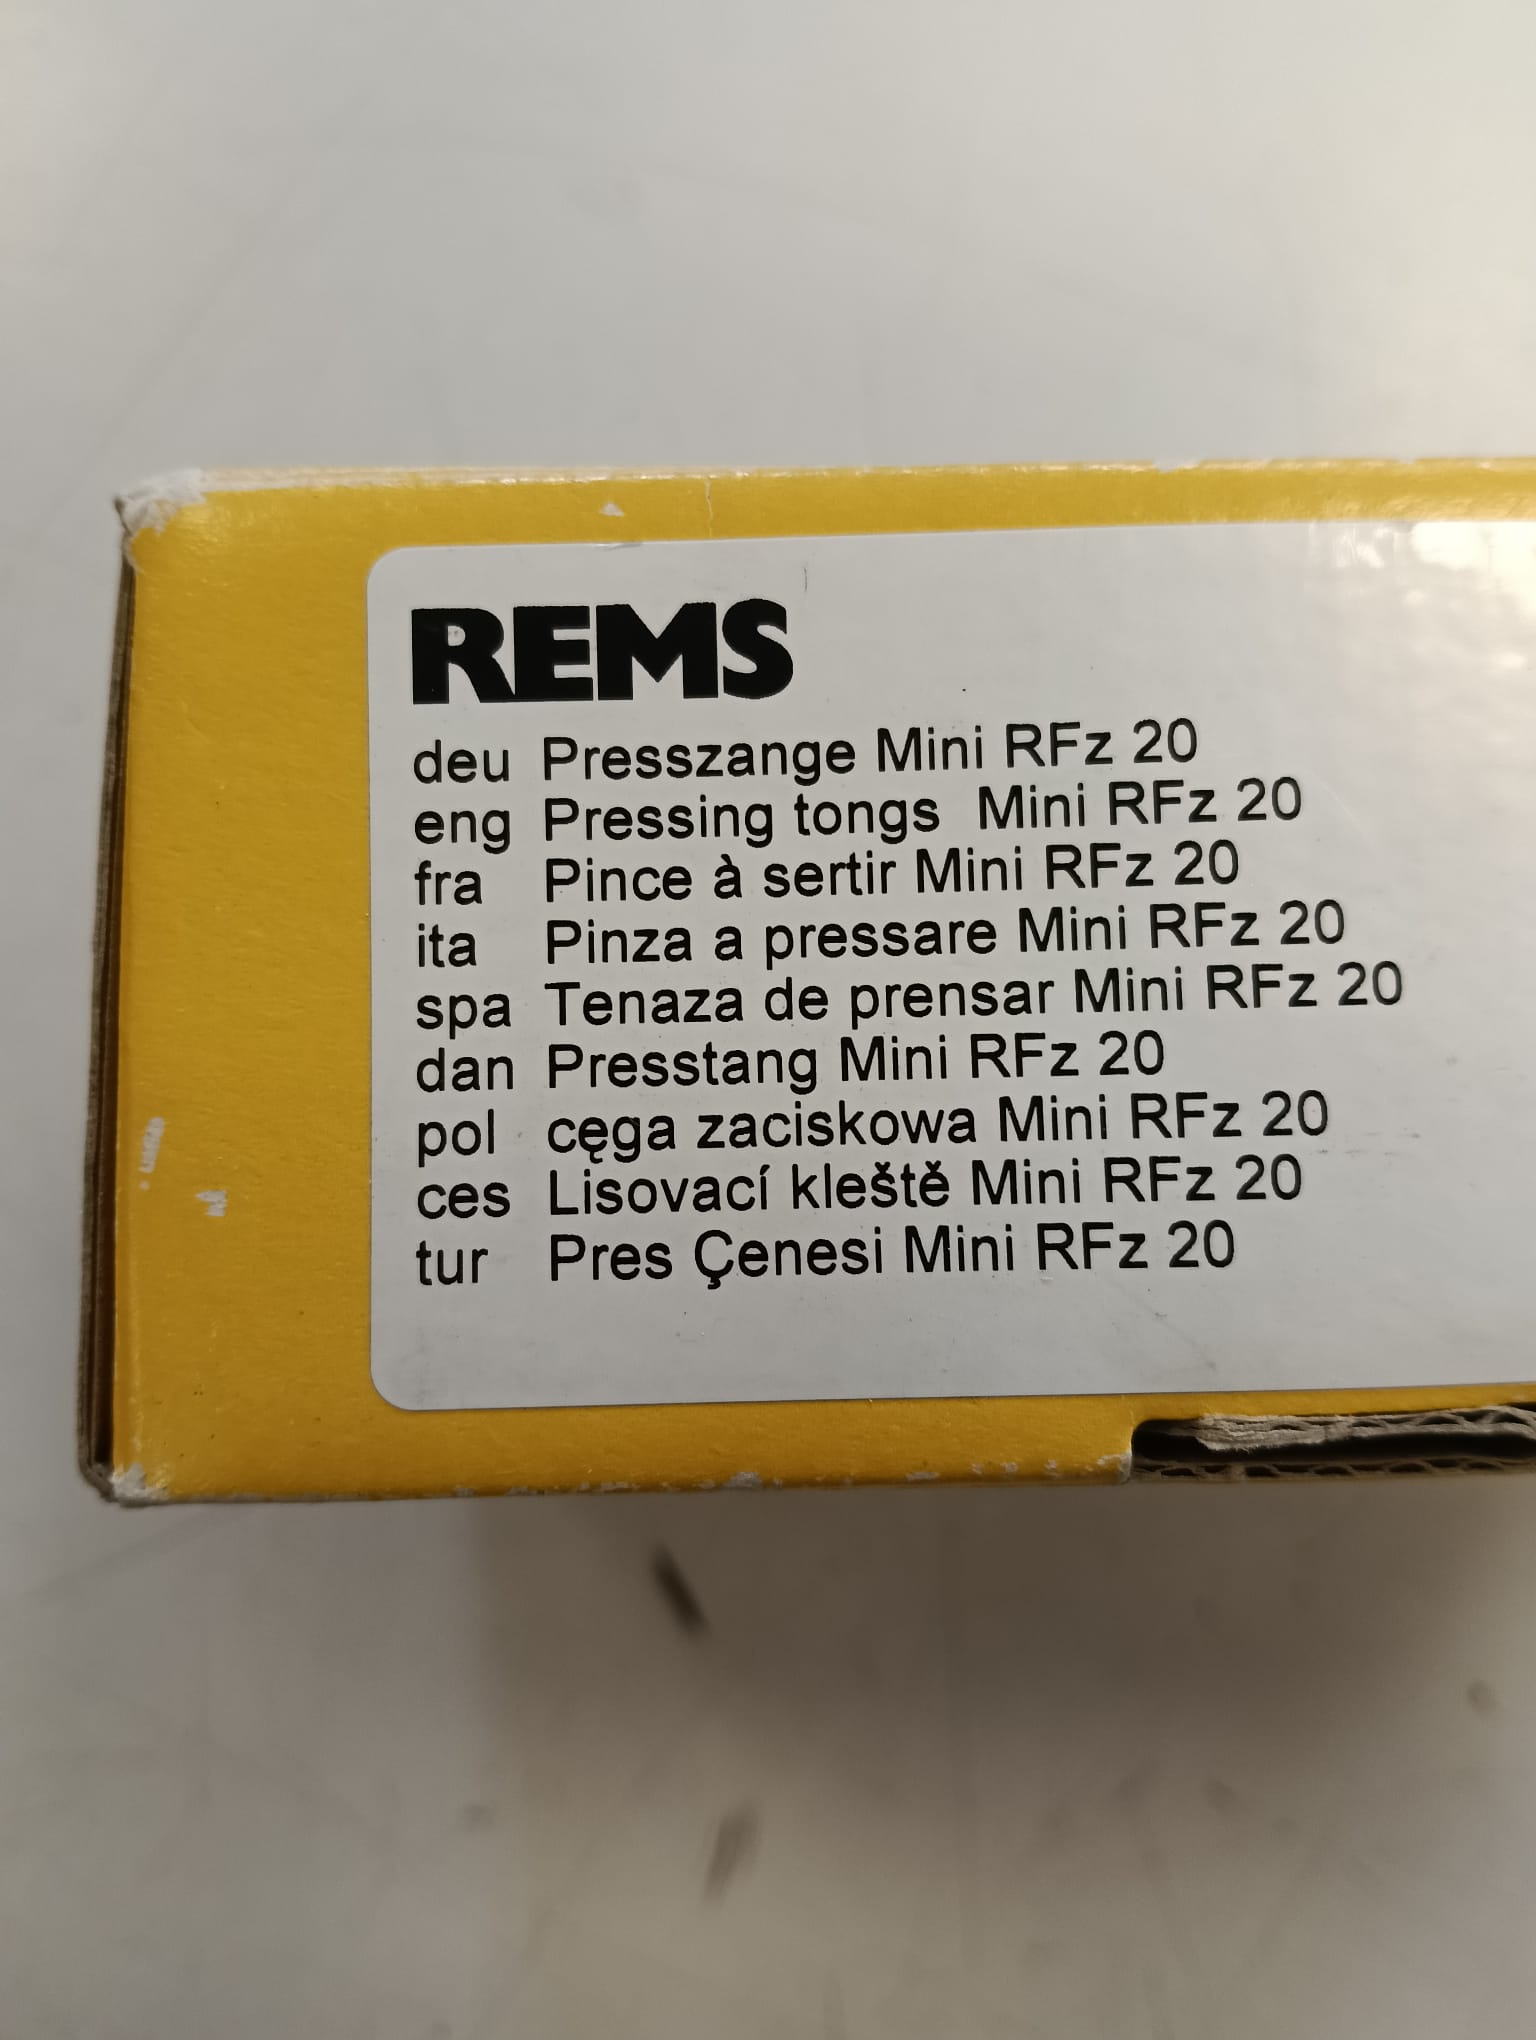 REMS
deu Presszange Mini RFz 20
eng Pressing tongs Mini RFz 20
fra Pince à sertir Mini RFz 20
ita Pinza a pressare Mini RFz 20
spa Tenaza de prensar Mini RFz 20
dan Presstang Mini RFz 20
pol cęga zaciskowa Mini RFz 20
ces Lisovací kleště Mini RFz 20
tur Pres Çenesi Mini RFz 20